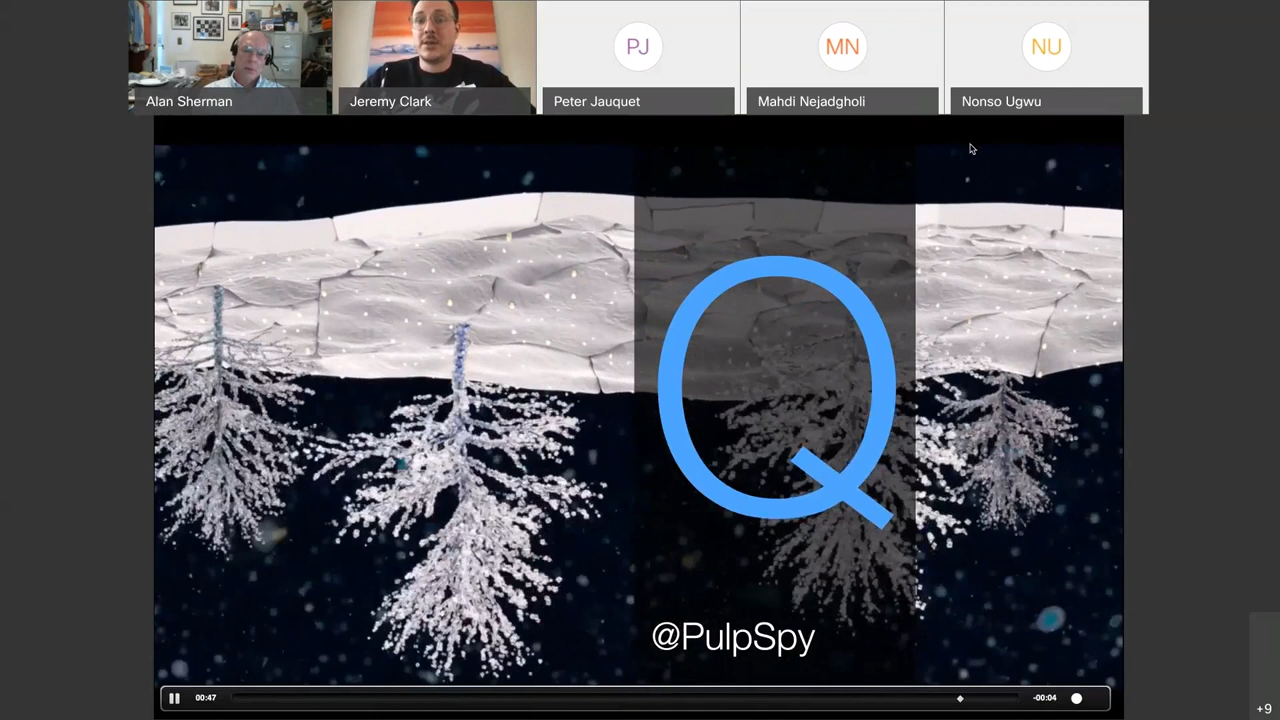 PJ
MN
NU
Alan Sherman
Jeremy Clark
Peter Jauquet
Mahdi Nejadgholi
Nonso Ugwu
Q
@PulpSpy
00:47
-00:04
+9